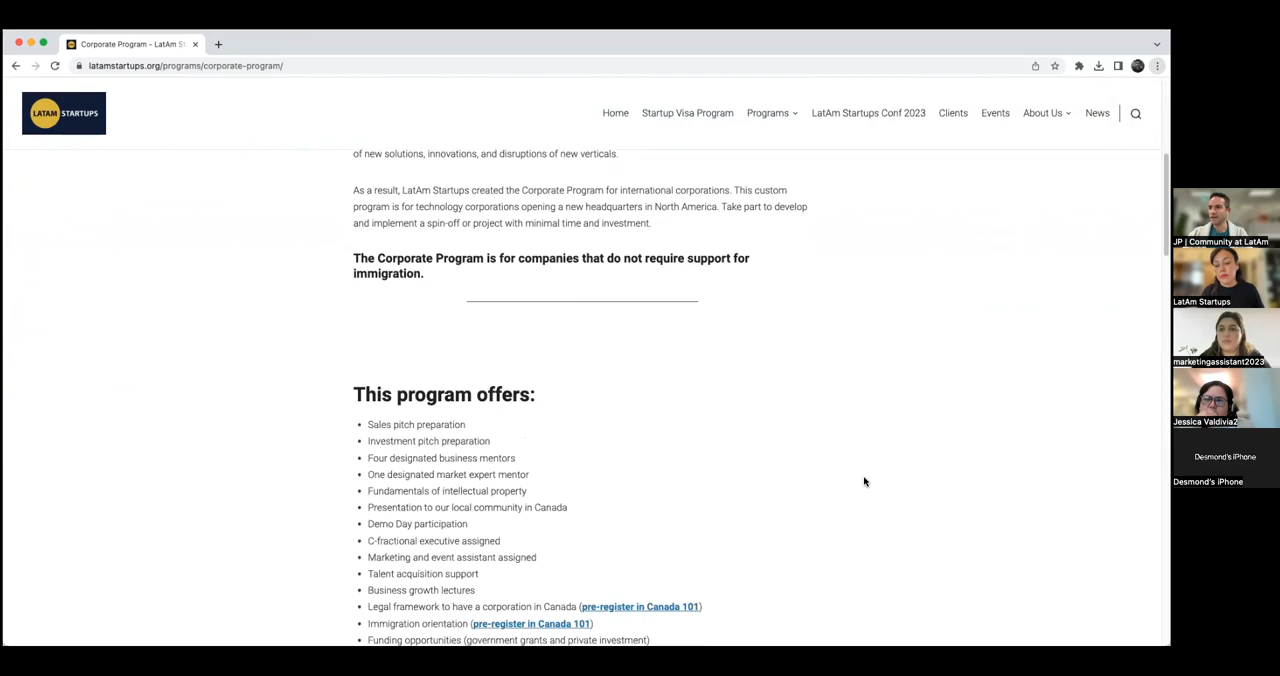 Corporate Program - LatAm St
latamstartups.org/programs/corporate-program/
LATAM STARTUPS
Home Startup Visa Program Programs LatAm Startups Conf 2023 Clients Events About Us News
of new solutions, innovations, and disruptions of new verticals.
As a result, LatAm Startups created the Corporate Program for international corporations. This custom
program is for technology corporations opening a new headquarters in North America. Take part to develop
and implement a spin-off or project with minimal time and investment.
The Corporate Program is for companies that do not require support for
immigration.
This program offers:
• Sales pitch preparation
• Investment pitch preparation
• Four designated business mentors
• One designated market expert mentor
• Fundamentals of intellectual property
• Presentation to our local community in Canada
• Demo Day participation
• C-fractional executive assigned
• Marketing and event assistant assigned
• Talent acquisition support
• Business growth lectures
• Legal framework to have a corporation in Canada (pre-register in Canada 101)
• Immigration orientation (pre-register in Canada 101)
• Funding opportunities (government grants and private investment)
JP | Community at LatAm
LatAm Startups
marketingassistant2023
Jessica Valdivia2
Desmond's iPhone
Desmond's iPhone